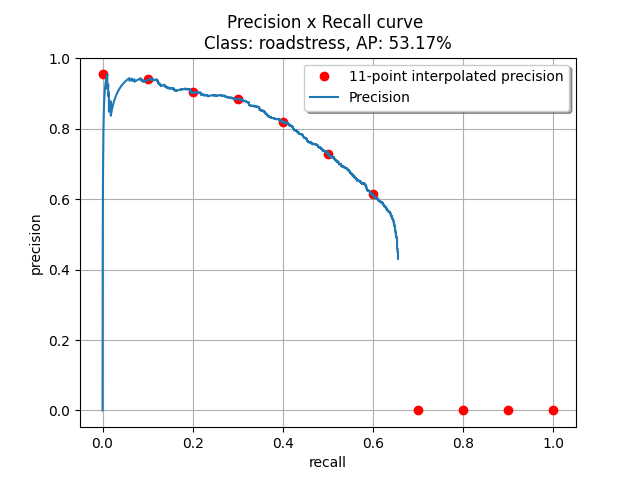 Precision x Recall curve
Class: roadstress, AP: 53.17%
11-point interpolated precision
Precision
precision
1.0
0.8
0.6
0.4
0.2
0.0
0.0 0.2 0.4 0.6 0.8 1.0
recall